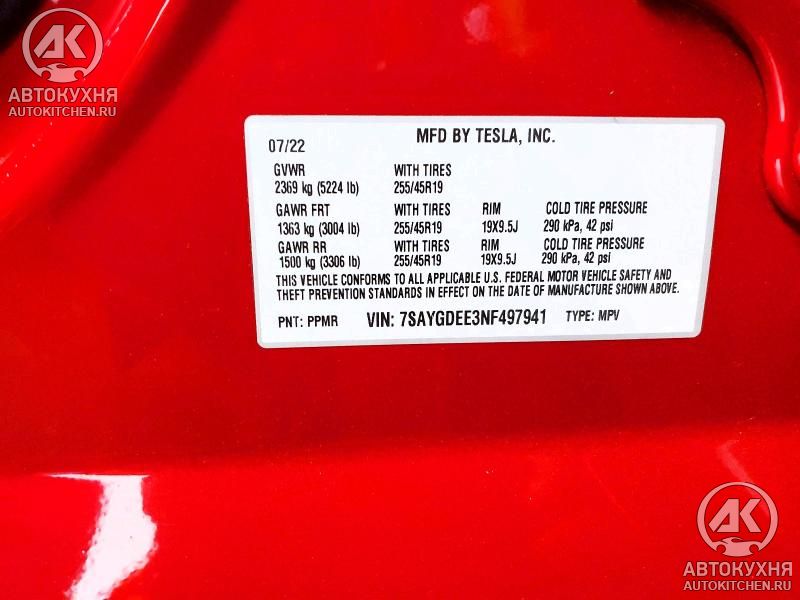 AK
АВТОКУХНЯ
AUTOKITCHEN.RU
07/22 MFD BY TESLA, INC.
GVWR WITH TIRES
2369 kg (5224 lb) 255/45R19
GAWR FRT WITH TIRES RIM COLD TIRE PRESSURE
1363 kg (3004 lb) 255/45R19 19X9.5J 290 kPa, 42 psi
GAWR RR WITH TIRES RIM COLD TIRE PRESSURE
1500 kg (3306 lb) 255/45R19 19X9.5J 290 kPa, 42 psi
THIS VEHICLE CONFORMS TO ALL APPLICABLE U.S. FEDERAL MOTOR VEHICLE SAFETY AND
THEFT PREVENTION STANDARDS IN EFFECT ON THE DATE OF MANUFACTURE SHOWN ABOVE.
PNT: PPMR VIN: 7SAYGDEE3NF497941 TYPE: MPV
AK
АВТОКУХНЯ
AUTOKITCHEN.RU